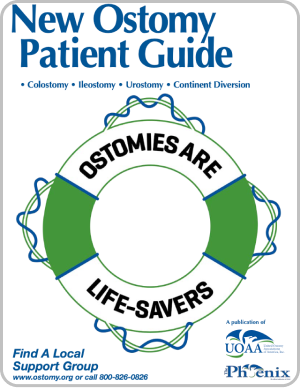 New Ostomy
Patient Guide
• Colostomy • Ileostomy • Urostomy • Continent Diversion
OSTOMIES ARE
LIFE-SAVERS
A publication of
UOAA
Find A Local
Support Group
www.ostomy.org or call 800-826-0826
The Phoenix